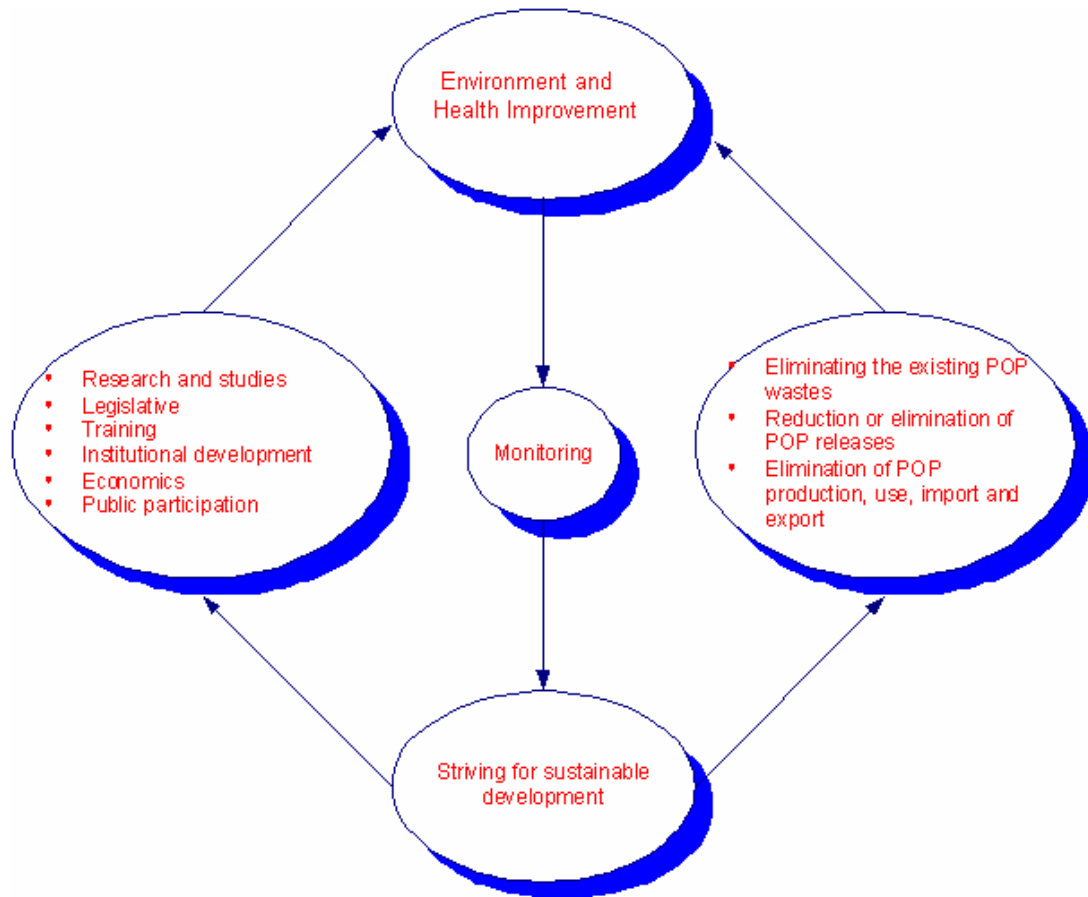 Environment and
Health Improvement
• Research and studies
• Legislative
• Training
• Institutional development
• Economics
• Public participation
Monitoring
• Eliminating the existing POP
wastes
• Reduction or elimination of
POP releases
• Elimination of POP
production, use, import and
export
Striving for sustainable
development